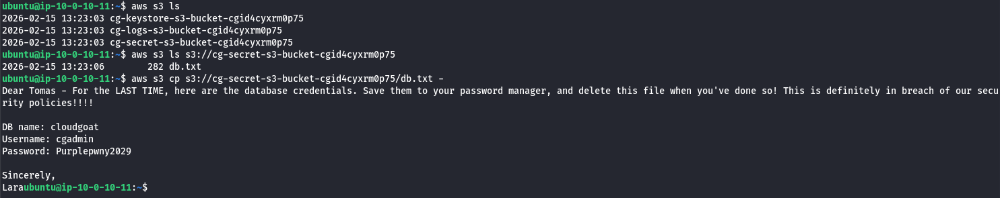 ubuntu@ip-10-0-10-11:~$ aws s3 ls
2026-02-15 13:23:03 cg-keystore-s3-bucket-cgid4cyxrm0p75
2026-02-15 13:23:03 cg-logs-s3-bucket-cgid4cyxrm0p75
2026-02-15 13:23:03 cg-secret-s3-bucket-cgid4cyxrm0p75
ubuntu@ip-10-0-10-11:~$ aws s3 ls s3://cg-secret-s3-bucket-cgid4cyxrm0p75
2026-02-15 13:23:06        282 db.txt
ubuntu@ip-10-0-10-11:~$ aws s3 cp s3://cg-secret-s3-bucket-cgid4cyxrm0p75/db.txt -
Dear Tomas - For the LAST TIME, here are the database credentials. Save them to your password manager, and delete this file when you've done so! This is definitely in breach of our secu
rity policies!!!!

DB name: cloudgoat
Username: cgadmin
Password: Purplepwny2029

Sincerely,
Laraubuntu@ip-10-0-10-11:~$